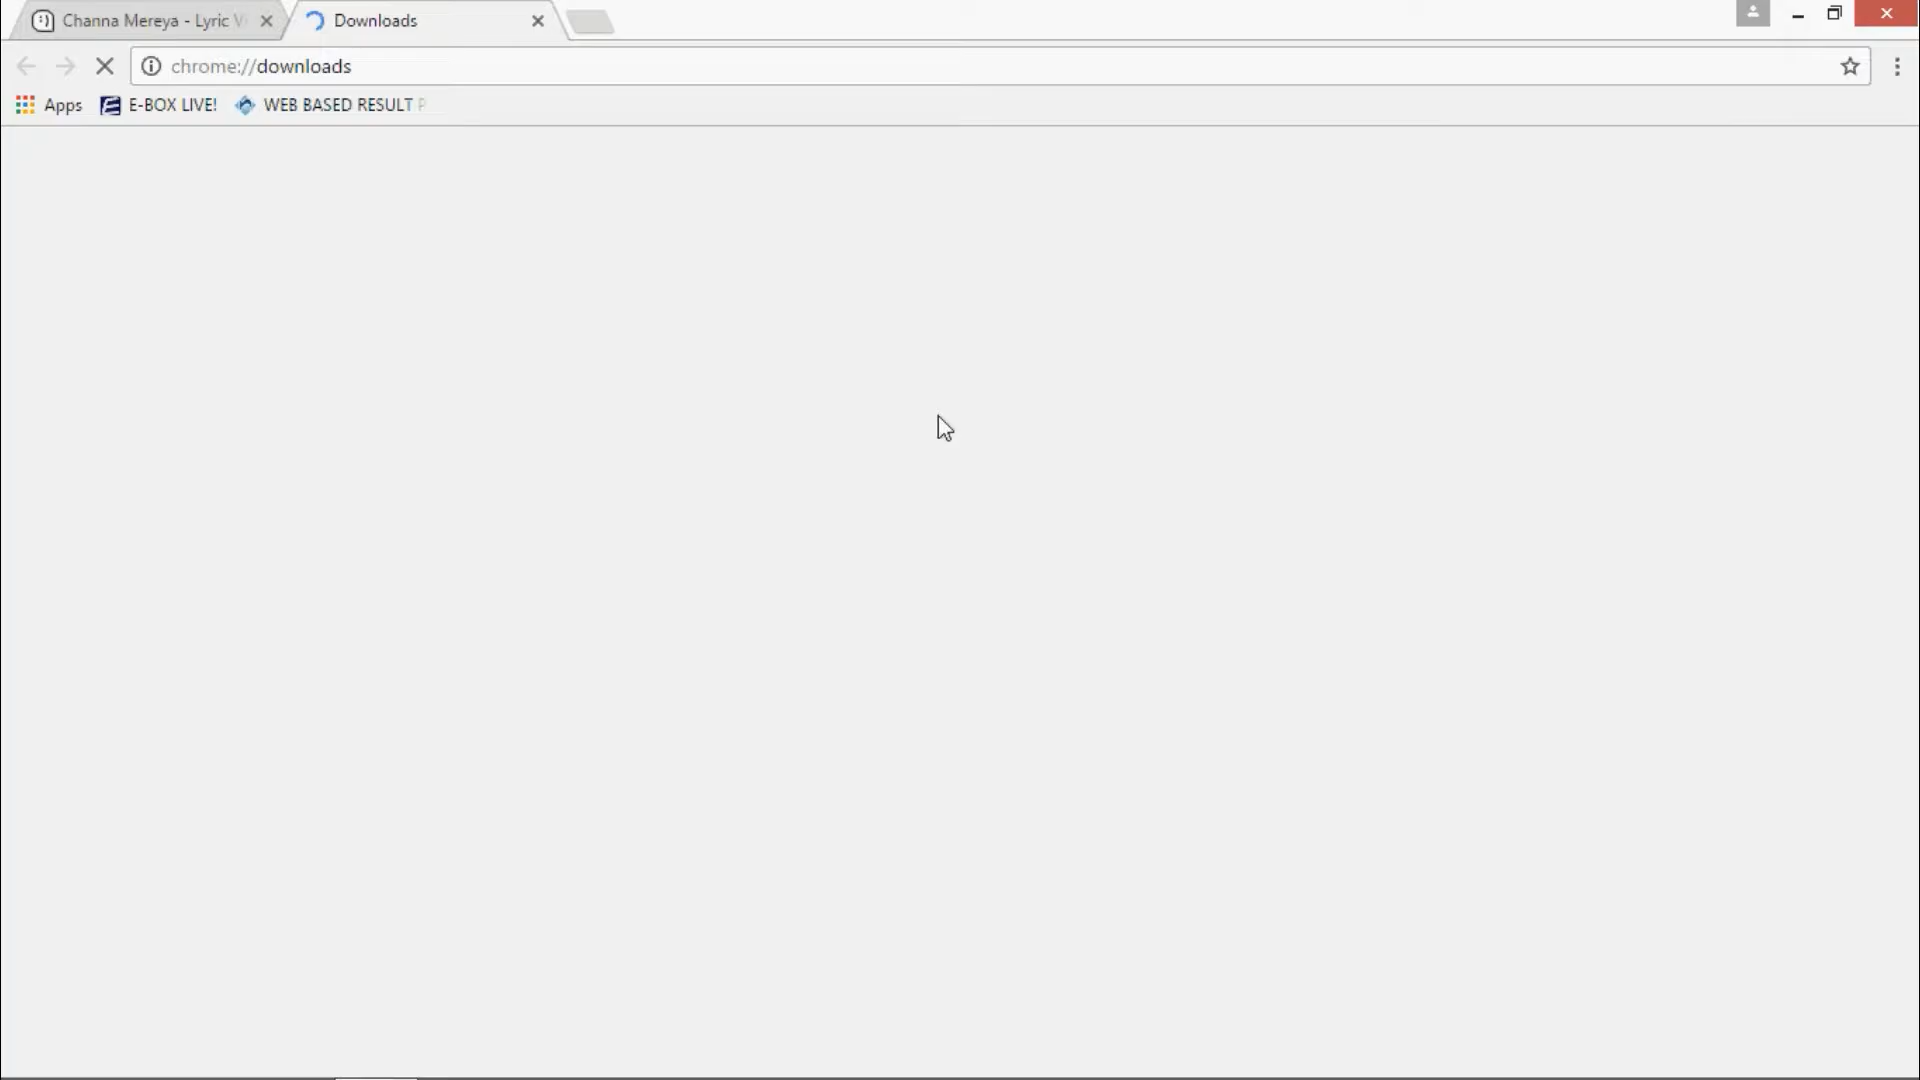 Channa Mereya - Lyric V
Downloads
chrome://downloads
Apps
E-BOX LIVE!
WEB BASED RESULT P